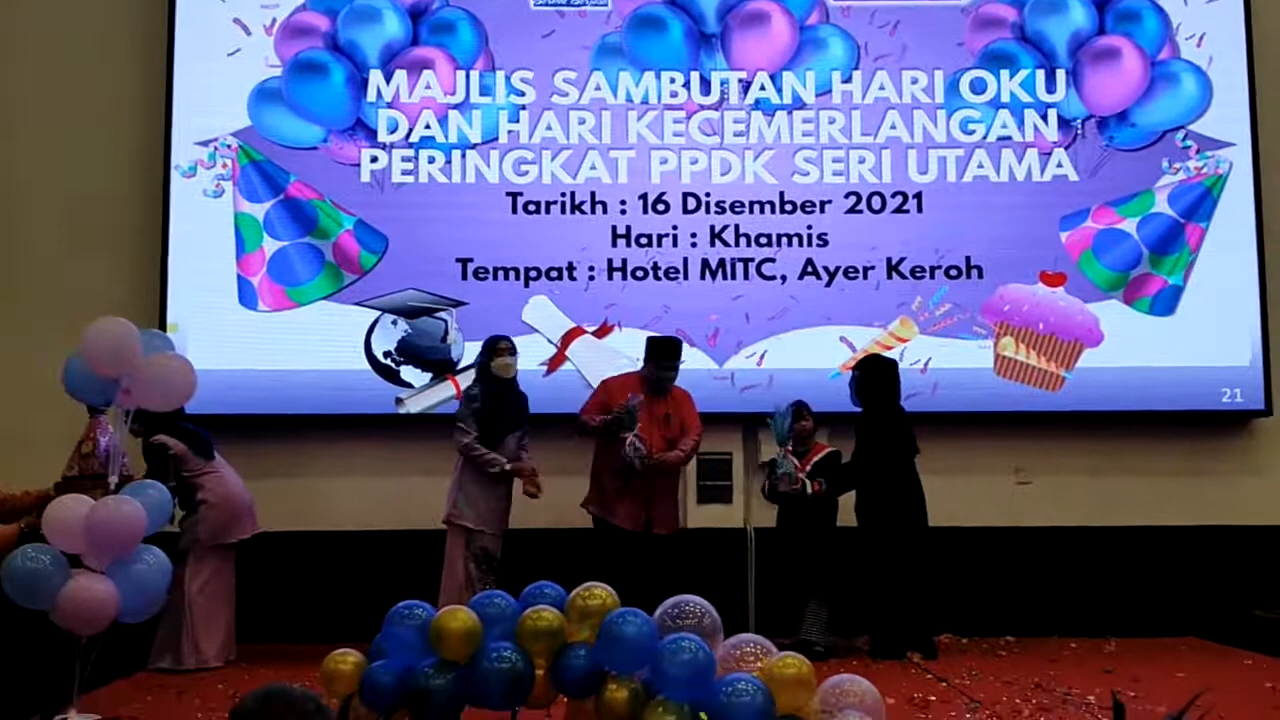 MAJLIS SAMBUTAN HARI OKU
DAN HARI KECEMERLANGAN
PERINGKAT PPDK SERI UTAMA
Tarikh : 16 Disember 2021
Hari : Khamis
Tempat : Hotel MITC, Ayer Keroh
21